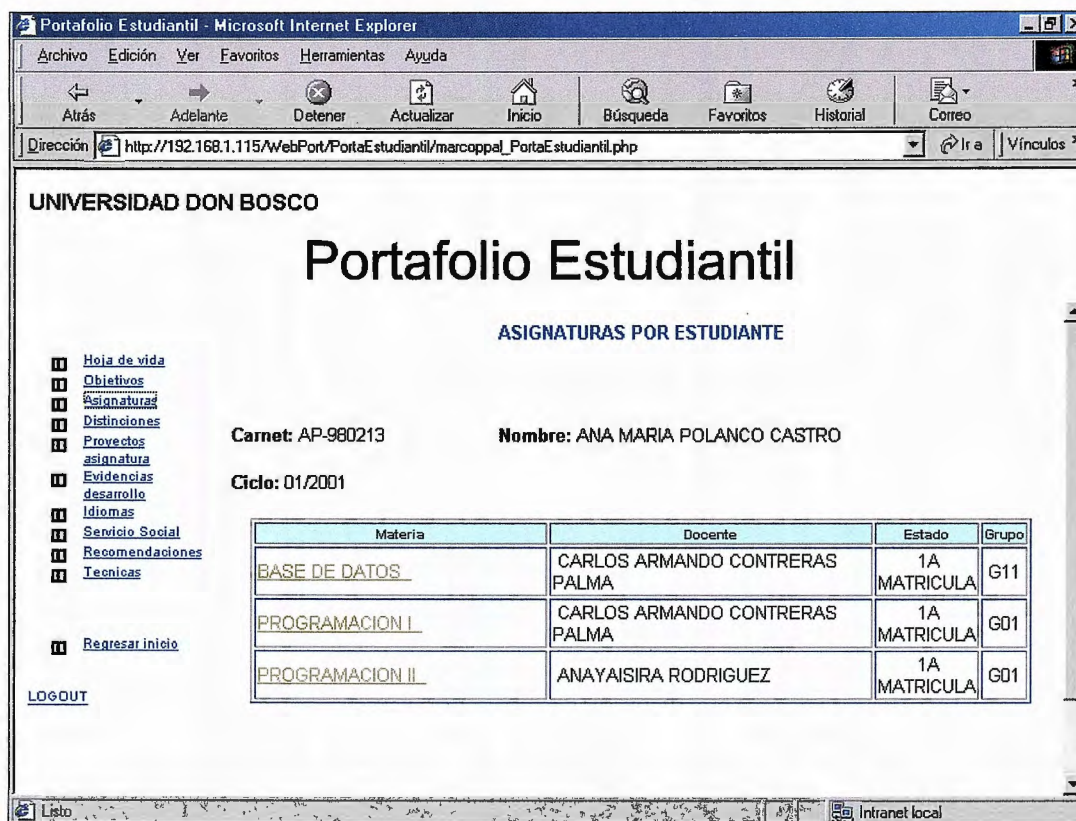 Portafolio Estudiantil - Microsoft Internet Explorer
Archivo Edición Ver Favoritos Herramientas Ayuda
Atrás Adelante Detener Actualizar Inicio Búsqueda Favoritos Historial Correo
Dirección http://192.168.1.115/WebPort/PortaEstudiantil/marcoppal_PortaEstudiantil.php Ir a Vínculos
UNIVERSIDAD DON BOSCO
Portafolio Estudiantil
ASIGNATURAS POR ESTUDIANTE
Hoja de vida
Objetivos
Asignaturas
Distinciones
Proyectos
asignatura
Evidencias
desarrollo
Idiomas
Servicio Social
Recomendaciones
Tecnicas
Regresar inicio
LOGOUT
Carnet: AP-980213 Nombre: ANA MARIA POLANCO CASTRO
Ciclo: 01/2001
Materia Docente Estado Grupo
BASE DE DATOS CARLOS ARMANDO CONTRERAS PALMA 1A MATRICULA G11
PROGRAMACION I CARLOS ARMANDO CONTRERAS PALMA 1A MATRICULA G01
PROGRAMACION II ANAYAISIRA RODRIGUEZ 1A MATRICULA G01
Listo Intranet local